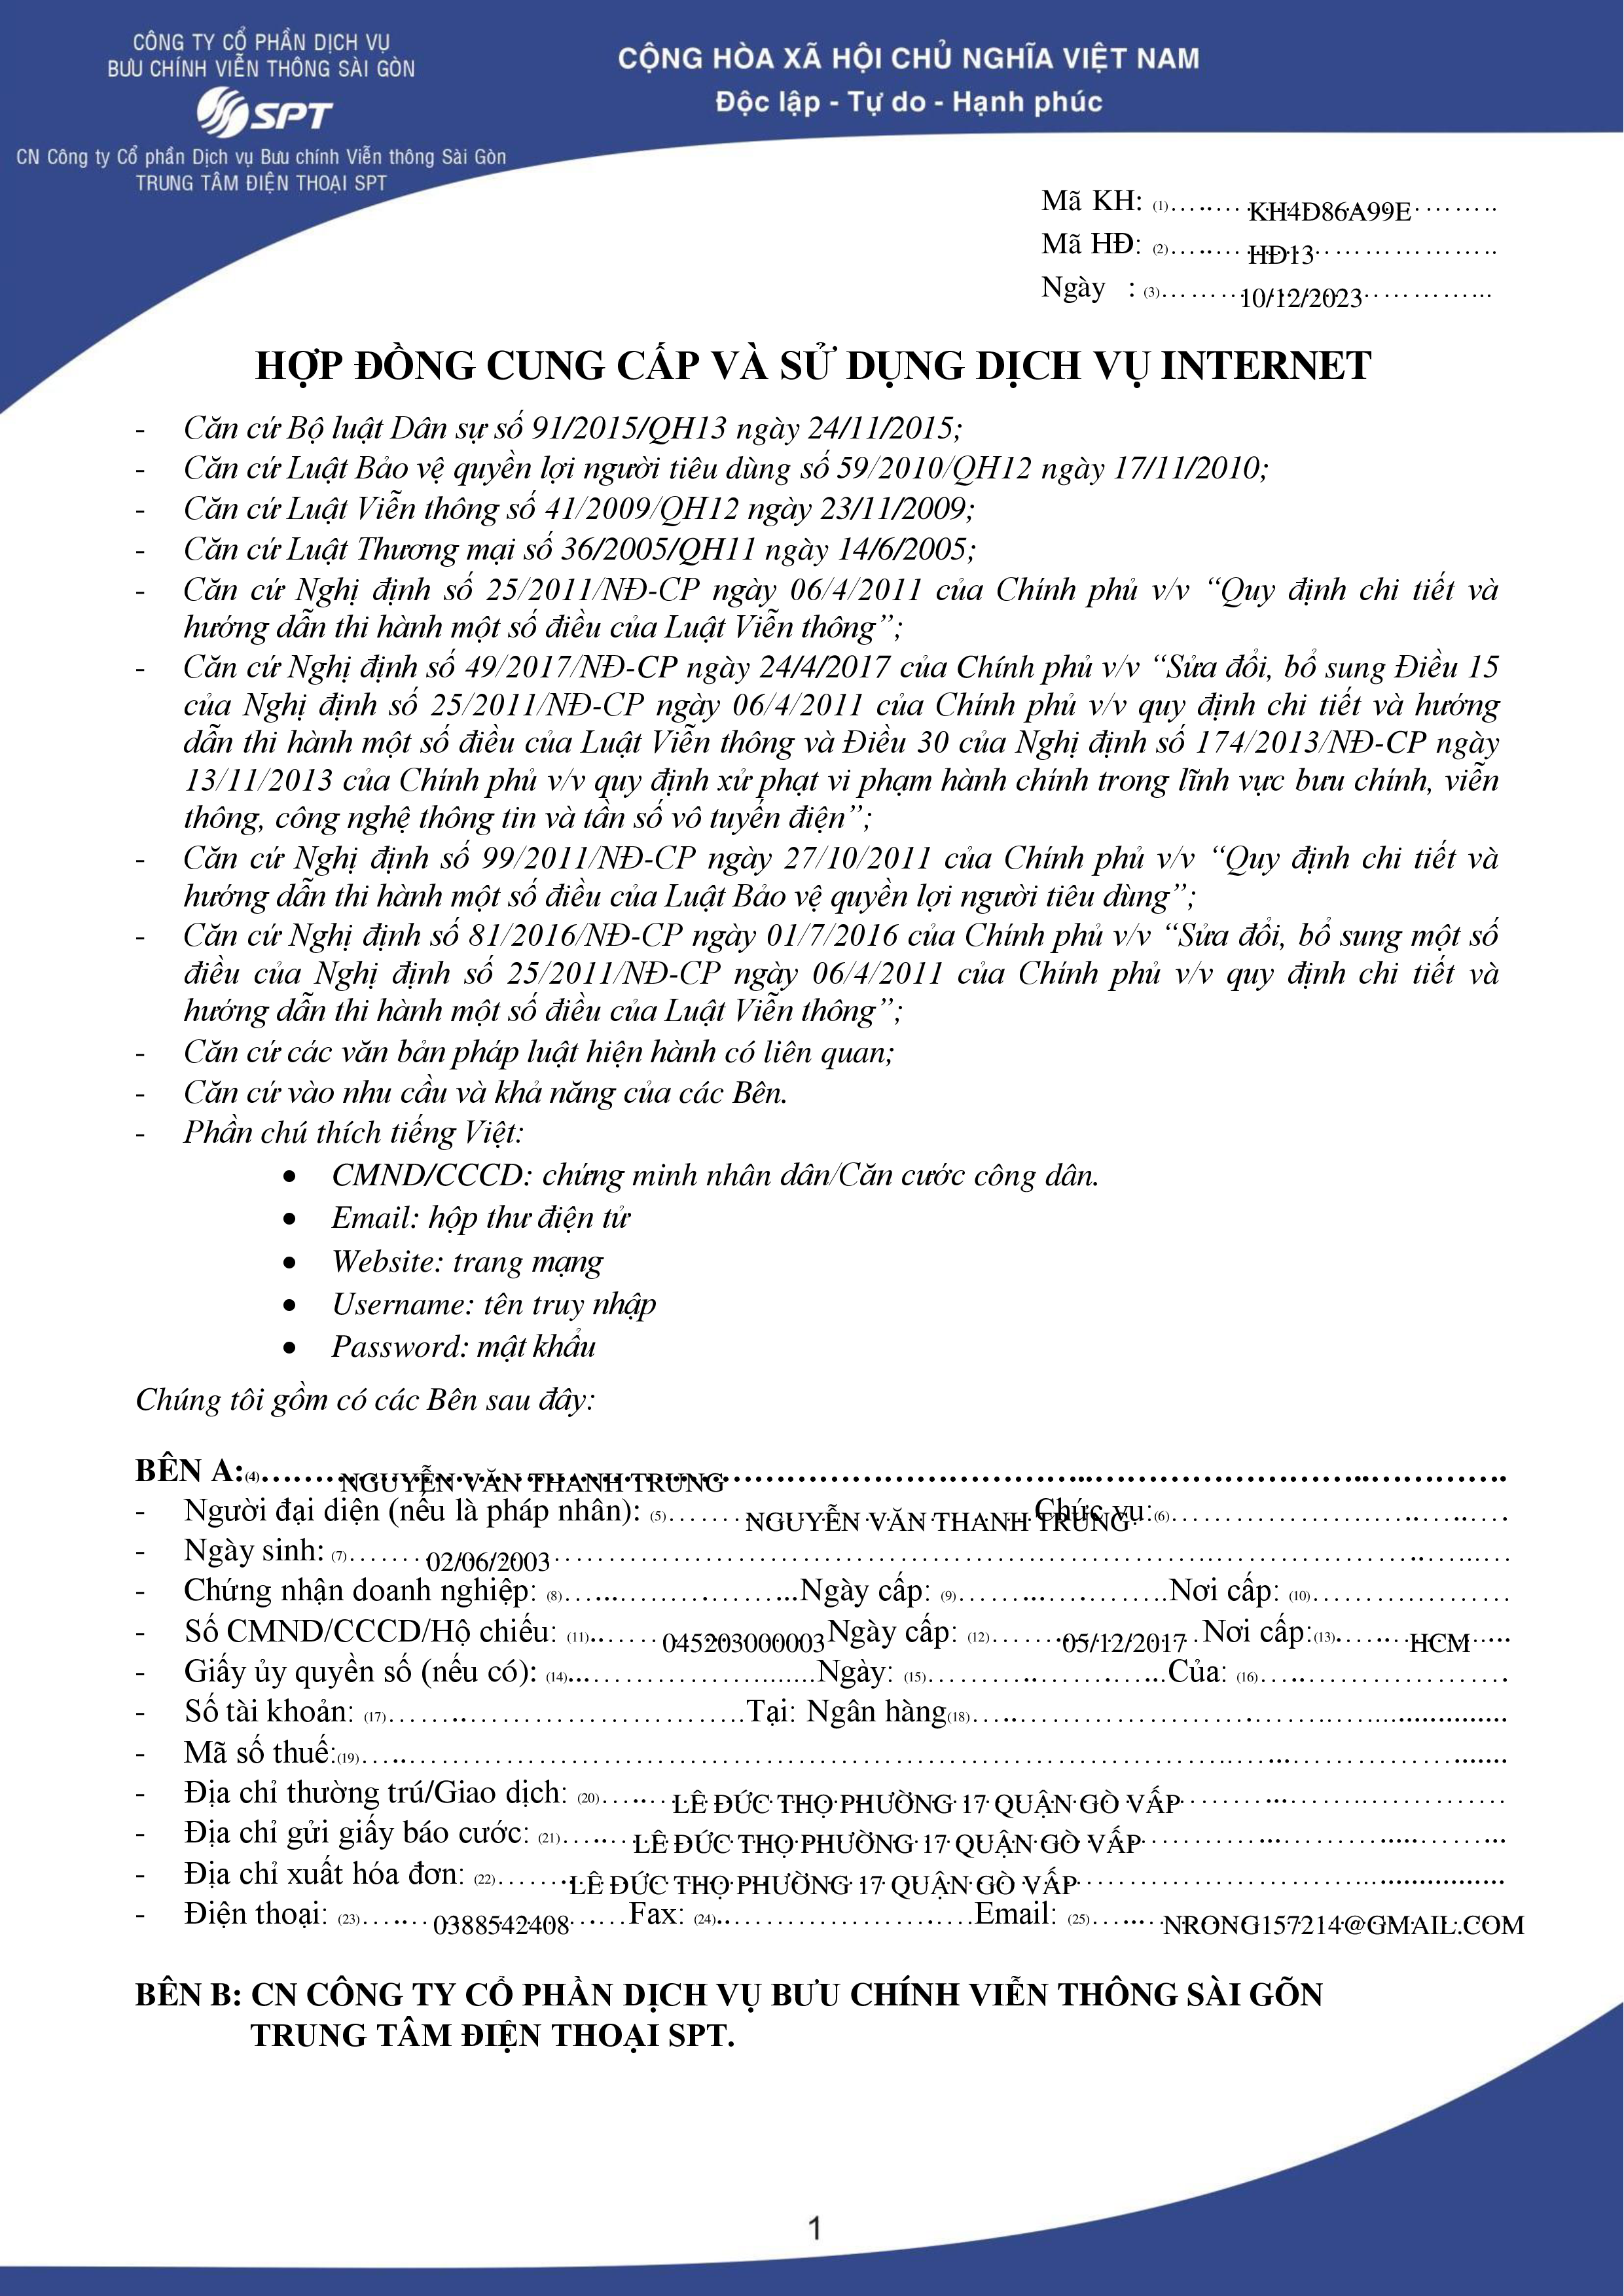 CÔNG TY CỔ PHẦN DỊCH VỤ
BƯU CHÍNH VIỄN THÔNG SÀI GÒN
SPT
CN Công ty Cổ phần Dịch vụ Bưu chính Viễn thông Sài Gòn
TRUNG TÂM ĐIỆN THOẠI SPT
CỘNG HÒA XÃ HỘI CHỦ NGHĨA VIỆT NAM
Độc lập - Tự do - Hạnh phúc
Mã KH: (1) KH4D86A99E
Mã HĐ: (2) HĐ13
Ngày : (3) 10/12/2023
HỢP ĐỒNG CUNG CẤP VÀ SỬ DỤNG DỊCH VỤ INTERNET
- Căn cứ Bộ luật Dân sự số 91/2015/QH13 ngày 24/11/2015;
- Căn cứ Luật Bảo vệ quyền lợi người tiêu dùng số 59/2010/QH12 ngày 17/11/2010;
- Căn cứ Luật Viễn thông số 41/2009/QH12 ngày 23/11/2009;
- Căn cứ Luật Thương mại số 36/2005/QH11 ngày 14/6/2005;
- Căn cứ Nghị định số 25/2011/NĐ-CP ngày 06/4/2011 của Chính phủ v/v “Quy định chi tiết và
hướng dẫn thi hành một số điều của Luật Viễn thông”;
- Căn cứ Nghị định số 49/2017/NĐ-CP ngày 24/4/2017 của Chính phủ v/v “Sửa đổi, bổ sung Điều 15
của Nghị định số 25/2011/NĐ-CP ngày 06/4/2011 của Chính phủ v/v quy định chi tiết và hướng
dẫn thi hành một số điều của Luật Viễn thông và Điều 30 của Nghị định số 174/2013/NĐ-CP ngày
13/11/2013 của Chính phủ v/v quy định xử phạt vi phạm hành chính trong lĩnh vực bưu chính, viễn
thông, công nghệ thông tin và tần số vô tuyến điện”;
- Căn cứ Nghị định số 99/2011/NĐ-CP ngày 27/10/2011 của Chính phủ v/v “Quy định chi tiết và
hướng dẫn thi hành một số điều của Luật Bảo vệ quyền lợi người tiêu dùng”;
- Căn cứ Nghị định số 81/2016/NĐ-CP ngày 01/7/2016 của Chính phủ v/v “Sửa đổi, bổ sung một số
điều của Nghị định số 25/2011/NĐ-CP ngày 06/4/2011 của Chính phủ v/v quy định chi tiết và
hướng dẫn thi hành một số điều của Luật Viễn thông”;
- Căn cứ các văn bản pháp luật hiện hành có liên quan;
- Căn cứ vào nhu cầu và khả năng của các Bên.
- Phần chú thích tiếng Việt:
• CMND/CCCD: chứng minh nhân dân/Căn cước công dân.
• Email: hộp thư điện tử
• Website: trang mạng
• Username: tên truy nhập
• Password: mật khẩu
Chúng tôi gồm có các Bên sau đây:
BÊN A:(4) NGUYỄN VĂN THANH TRUNG
- Người đại diện (nếu là pháp nhân): (5) NGUYỄN VĂN THANH TRUNG Chức vụ:(6)
- Ngày sinh: (7) 02/06/2003
- Chứng nhận doanh nghiệp: (8) Ngày cấp: (9) Nơi cấp: (10)
- Số CMND/CCCD/Hộ chiếu: (11) 045203000003 Ngày cấp: (12) 05/12/2017 Nơi cấp:(13) HCM
- Giấy ủy quyền số (nếu có): (14) Ngày: (15) Của: (16)
- Số tài khoản: (17) Tại: Ngân hàng(18)
- Mã số thuế:(19)
- Địa chỉ thường trú/Giao dịch: (20) LÊ ĐỨC THỌ PHƯỜNG 17 QUẬN GÒ VẤP
- Địa chỉ gửi giấy báo cước: (21) LÊ ĐỨC THỌ PHƯỜNG 17 QUẬN GÒ VẤP
- Địa chỉ xuất hóa đơn: (22) LÊ ĐỨC THỌ PHƯỜNG 17 QUẬN GÒ VẤP
- Điện thoại: (23) 0388542408 Fax: (24) Email: (25) NRONG157214@GMAIL.COM
BÊN B: CN CÔNG TY CỔ PHẦN DỊCH VỤ BƯU CHÍNH VIỄN THÔNG SÀI GÕN
TRUNG TÂM ĐIỆN THOẠI SPT.
1